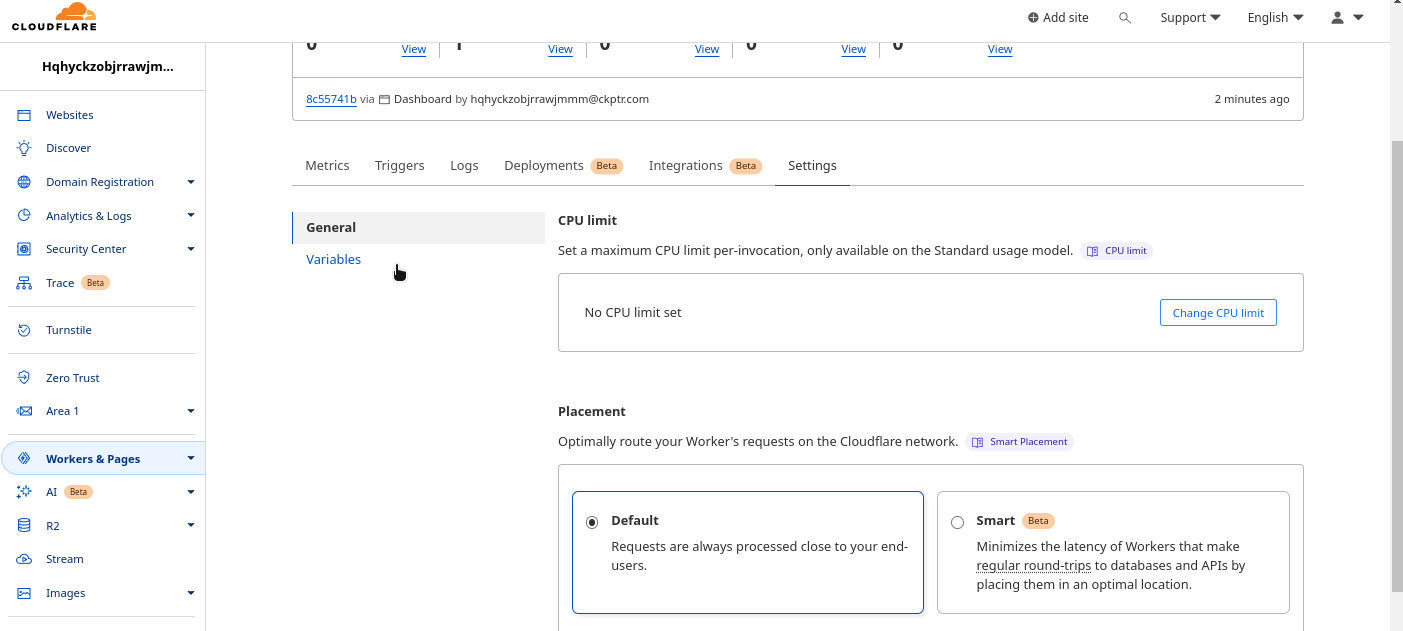 CLOUDFLARE
Add site
Support
English
Hqhyckzobjrrawjm...
Websites
Discover
Domain Registration
Analytics & Logs
Security Center
Trace Beta
Turnstile
Zero Trust
Area 1
Workers & Pages
AI Beta
R2
Stream
Images
0 View 1 View 0 View 0 View 0 View
8c55741b via Dashboard by hqhyckzobjrrawjmmm@ckptr.com 2 minutes ago
Metrics Triggers Logs Deployments Beta Integrations Beta Settings
General
Variables
CPU limit
Set a maximum CPU limit per-invocation, only available on the Standard usage model. CPU limit
No CPU limit set Change CPU limit
Placement
Optimally route your Worker's requests on the Cloudflare network. Smart Placement
Default
Requests are always processed close to your end-
users.
Smart Beta
Minimizes the latency of Workers that make
regular round-trips to databases and APIs by
placing them in an optimal location.